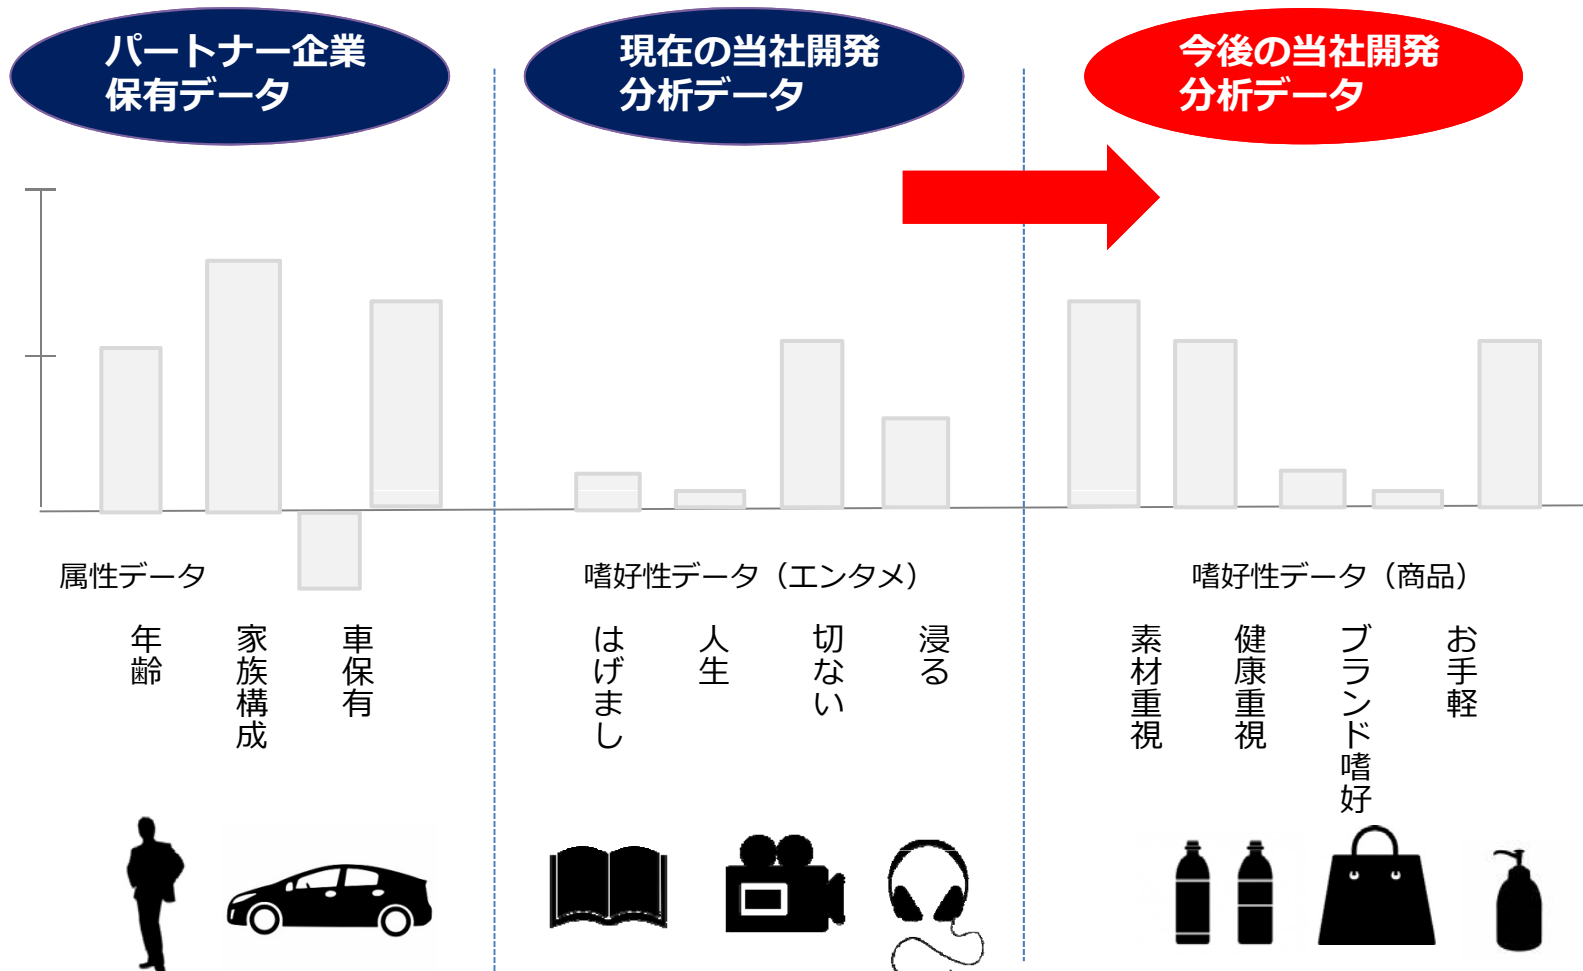 パートナー企業
保有データ
現在の当社開発
分析データ
今後の当社開発
分析データ
属性データ
嗜好性データ（エンタメ）
嗜好性データ（商品）
年齢
家族構成
車保有
はげまし
人生
切ない
浸る
素材重視
健康重視
ブランド嗜好
お手軽